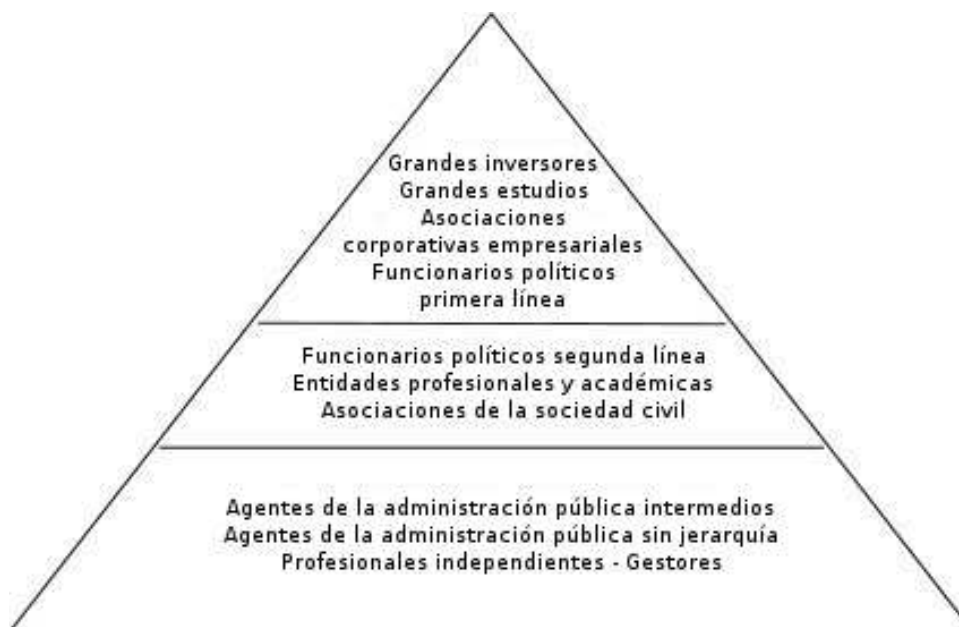 Grandes inversores
Grandes estudios
Asociaciones
corporativas empresariales
Funcionarios políticos
primera línea
Funcionarios políticos segunda línea
Entidades profesionales y académicas
Asociaciones de la sociedad civil
Agentes de la administración pública intermedios
Agentes de la administración pública sin jerarquía
Profesionales independientes - Gestores